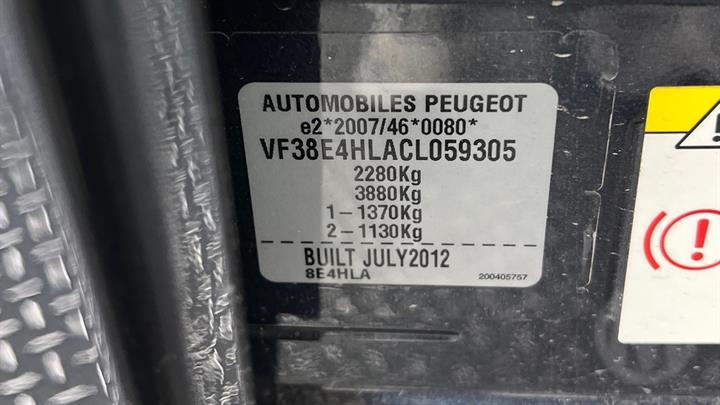 AUTOMOBILES PEUGEOT
e2*2007/46*0080*
VF38E4HLACL059305
2280Kg
3880Kg
1-1370Kg
2-1130Kg
BUILT JULY2012
8E4HLA
200405757